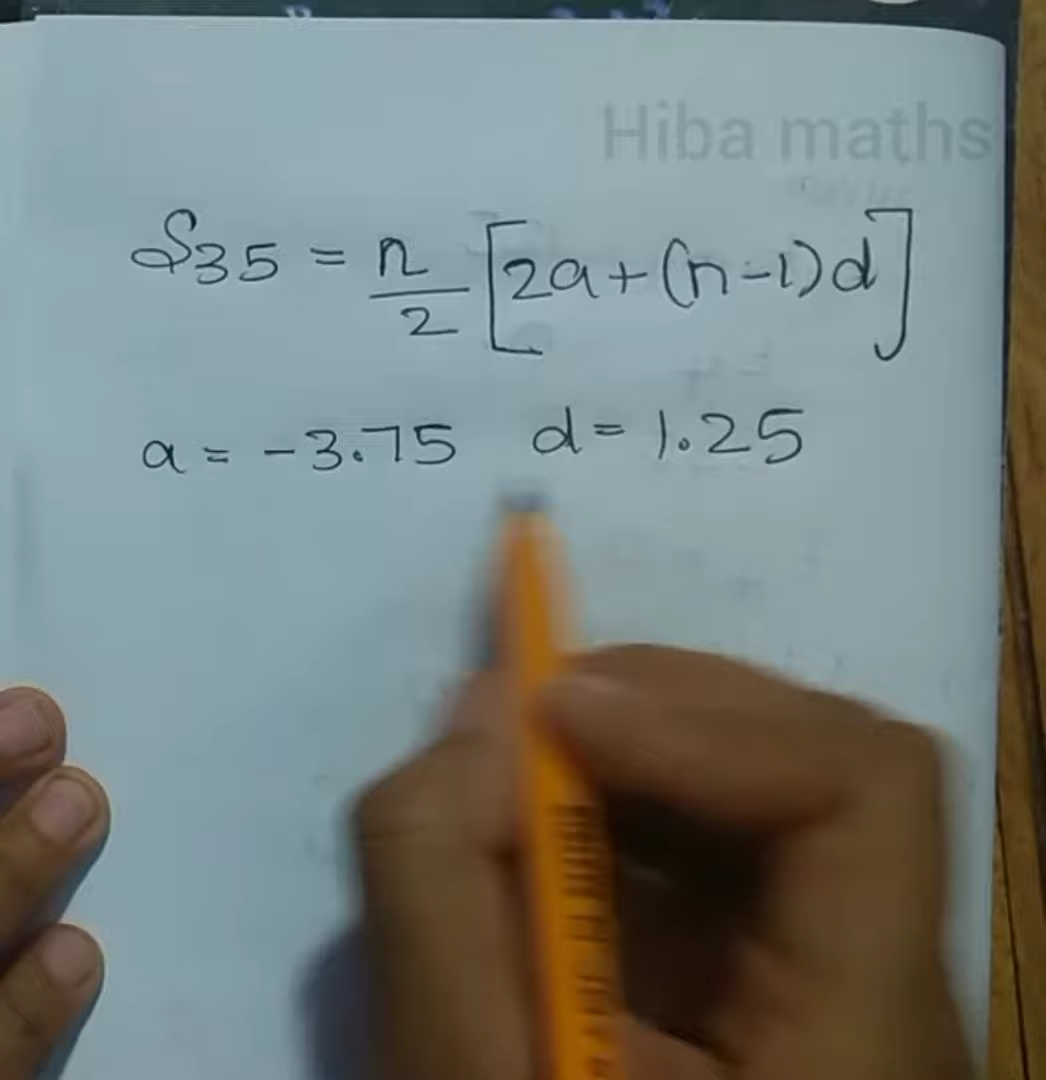 Hiba maths
S35 = n/2 [2a+(n-1)d]
a = -3.75 d = 1.25